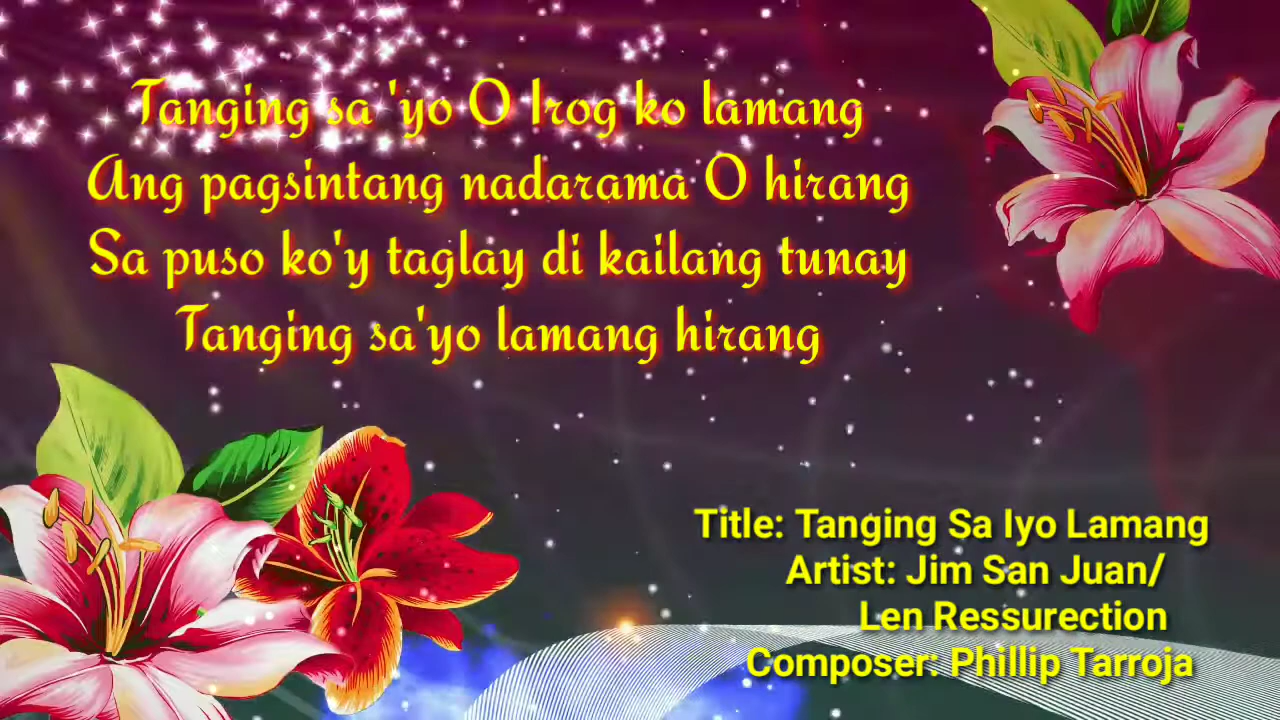 Tanging sa 'yo O Irog ko lamang
Ang pagsintang nadarama O hirang
Sa puso ko'y taglay di kailang tunay
Tanging sa'yo lamang hirang
Title: Tanging Sa Iyo Lamang
Artist: Jim San Juan/
Len Ressurection
Composer: Phillip Tarroja